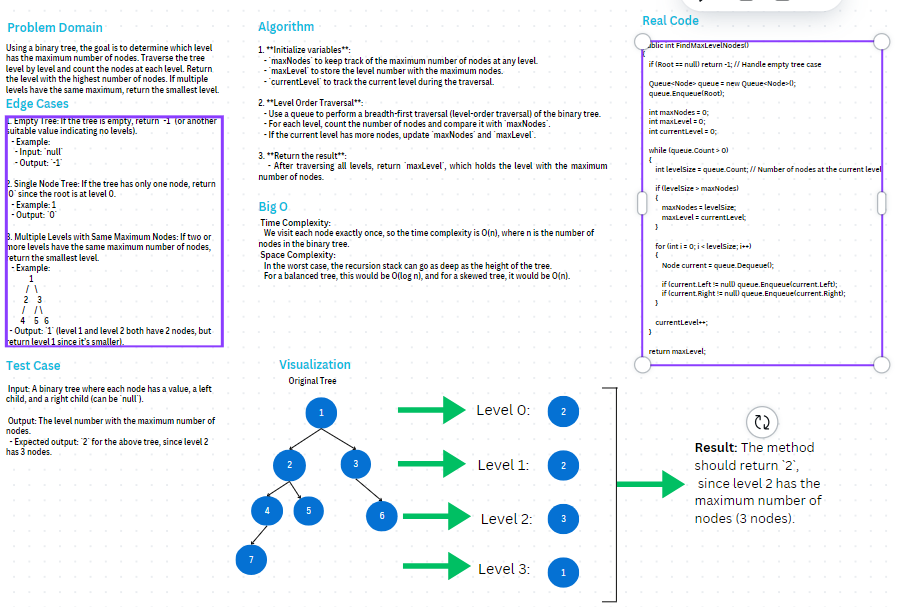 Problem Domain
Using a binary tree, the goal is to determine which level
has the maximum number of nodes. Traverse the tree
level by level and count the nodes at each level. Return
the level with the highest number of nodes. If multiple
levels have the same maximum, return the smallest level.
Edge Cases
1. Empty Tree: If the tree is empty, return `-1` (or another
suitable value indicating no levels).
- Example:
- Input: `null`
- Output: `-1`
2. Single Node Tree: If the tree has only one node, return
`0` since the root is at level 0.
- Example: 1
- Output: `0`
3. Multiple Levels with Same Maximum Nodes: If two or
more levels have the same maximum number of nodes,
return the smallest level.
- Example:
1
/ \
2 3
/ / \
4 5 6
- Output: `1` (level 1 and level 2 both have 2 nodes, but
return level 1 since it's smaller).
Test Case
Input: A binary tree where each node has a value, a left
child, and a right child (can be `null`).
Output: The level number with the maximum number of
nodes.
- Expected output: `2` for the above tree, since level 2
has 3 nodes.
Algorithm
1. **Initialize variables**:
- `maxNodes` to keep track of the maximum number of nodes at any level.
- `maxLevel` to store the level number with the maximum nodes.
- `currentLevel` to track the current level during the traversal.
2. **Level Order Traversal**:
- Use a queue to perform a breadth-first traversal (level-order traversal) of the binary tree.
- For each level, count the number of nodes and compare it with `maxNodes`.
- If the current level has more nodes, update `maxNodes` and `maxLevel`.
3. **Return the result**:
- After traversing all levels, return `maxLevel`, which holds the level with the maximum
number of nodes.
Big O
Time Complexity:
We visit each node exactly once, so the time complexity is O(n), where n is the number of
nodes in the binary tree.
Space Complexity:
In the worst case, the recursion stack can go as deep as the height of the tree.
For a balanced tree, this would be O(log n), and for a skewed tree, it would be O(n).
Real Code
public int FindMaxLevelNodes()
{
if (Root == null) return -1; // Handle empty tree case
Queue<Node> queue = new Queue<Node>();
queue.Enqueue(Root);
int maxNodes = 0;
int maxLevel = 0;
int currentLevel = 0;
while (queue.Count > 0)
{
int levelSize = queue.Count; // Number of nodes at the current level
if (levelSize > maxNodes)
{
maxNodes = levelSize;
maxLevel = currentLevel;
}
for (int i = 0; i < levelSize; i++)
{
Node current = queue.Dequeue();
if (current.Left != null) queue.Enqueue(current.Left);
if (current.Right != null) queue.Enqueue(current.Right);
}
currentLevel++;
}
return maxLevel;
Visualization
Original Tree
1
2 3
4 5 6
7
Level 0: 2
Level 1: 2
Level 2: 3
Level 3: 1
Result: The method
should return `2`,
since level 2 has the
maximum number of
nodes (3 nodes).